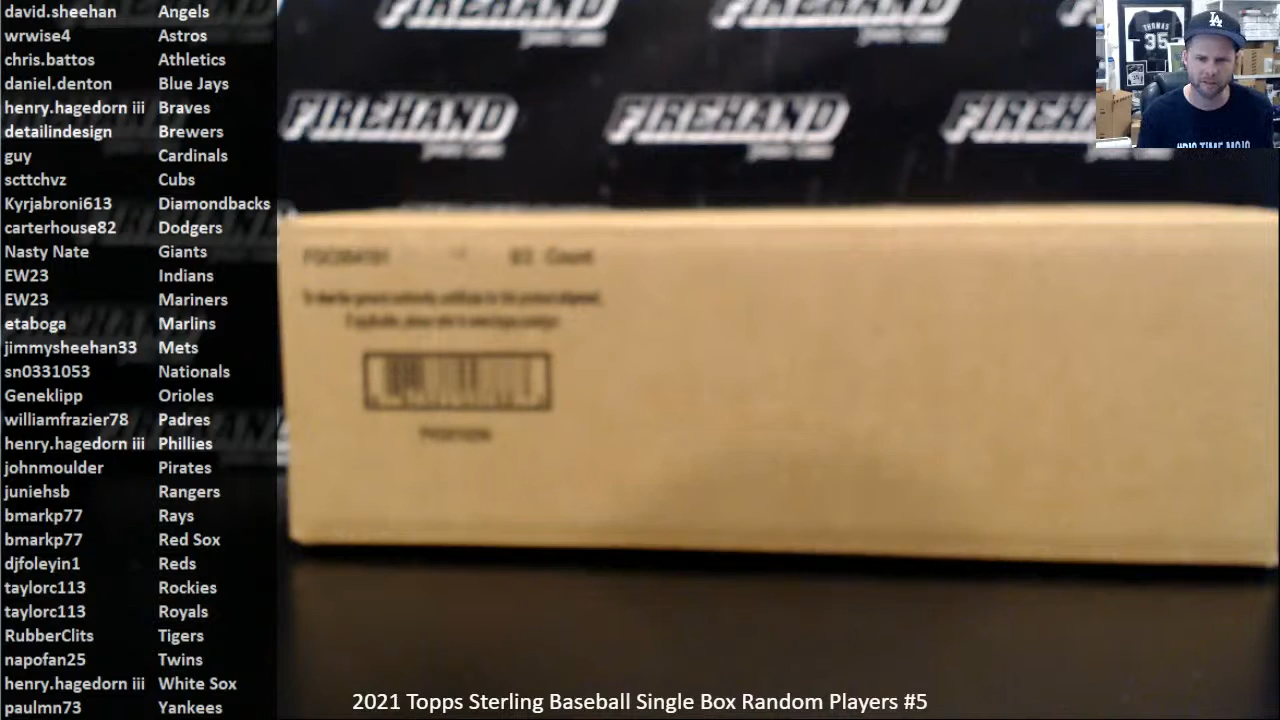 david.sheehan Angels
wrwise4 Astros
chris.battos Athletics
daniel.denton Blue Jays
henry.hagedorn iii Braves
detailindesign Brewers
guy Cardinals
scttchvz Cubs
Kyrjabroni613 Diamondbacks
carterhouse82 Dodgers
Nasty Nate Giants
EW23 Indians
EW23 Mariners
etaboga Marlins
jimmysheehan33 Mets
sn0331053 Nationals
Geneklipp Orioles
williamfrazier78 Padres
henry.hagedorn iii Phillies
johnmoulder Pirates
juniehsb Rangers
bmarkp77 Rays
bmarkp77 Red Sox
djfoleyin1 Reds
taylorc113 Rockies
taylorc113 Royals
RubberClits Tigers
napofan25 Twins
henry.hagedorn iii White Sox
paulmn73 Yankees
FIREHAND FIREHAND FIREHAND
Count
THOMAS
35
LA
2021 Topps Sterling Baseball Single Box Random Players #5